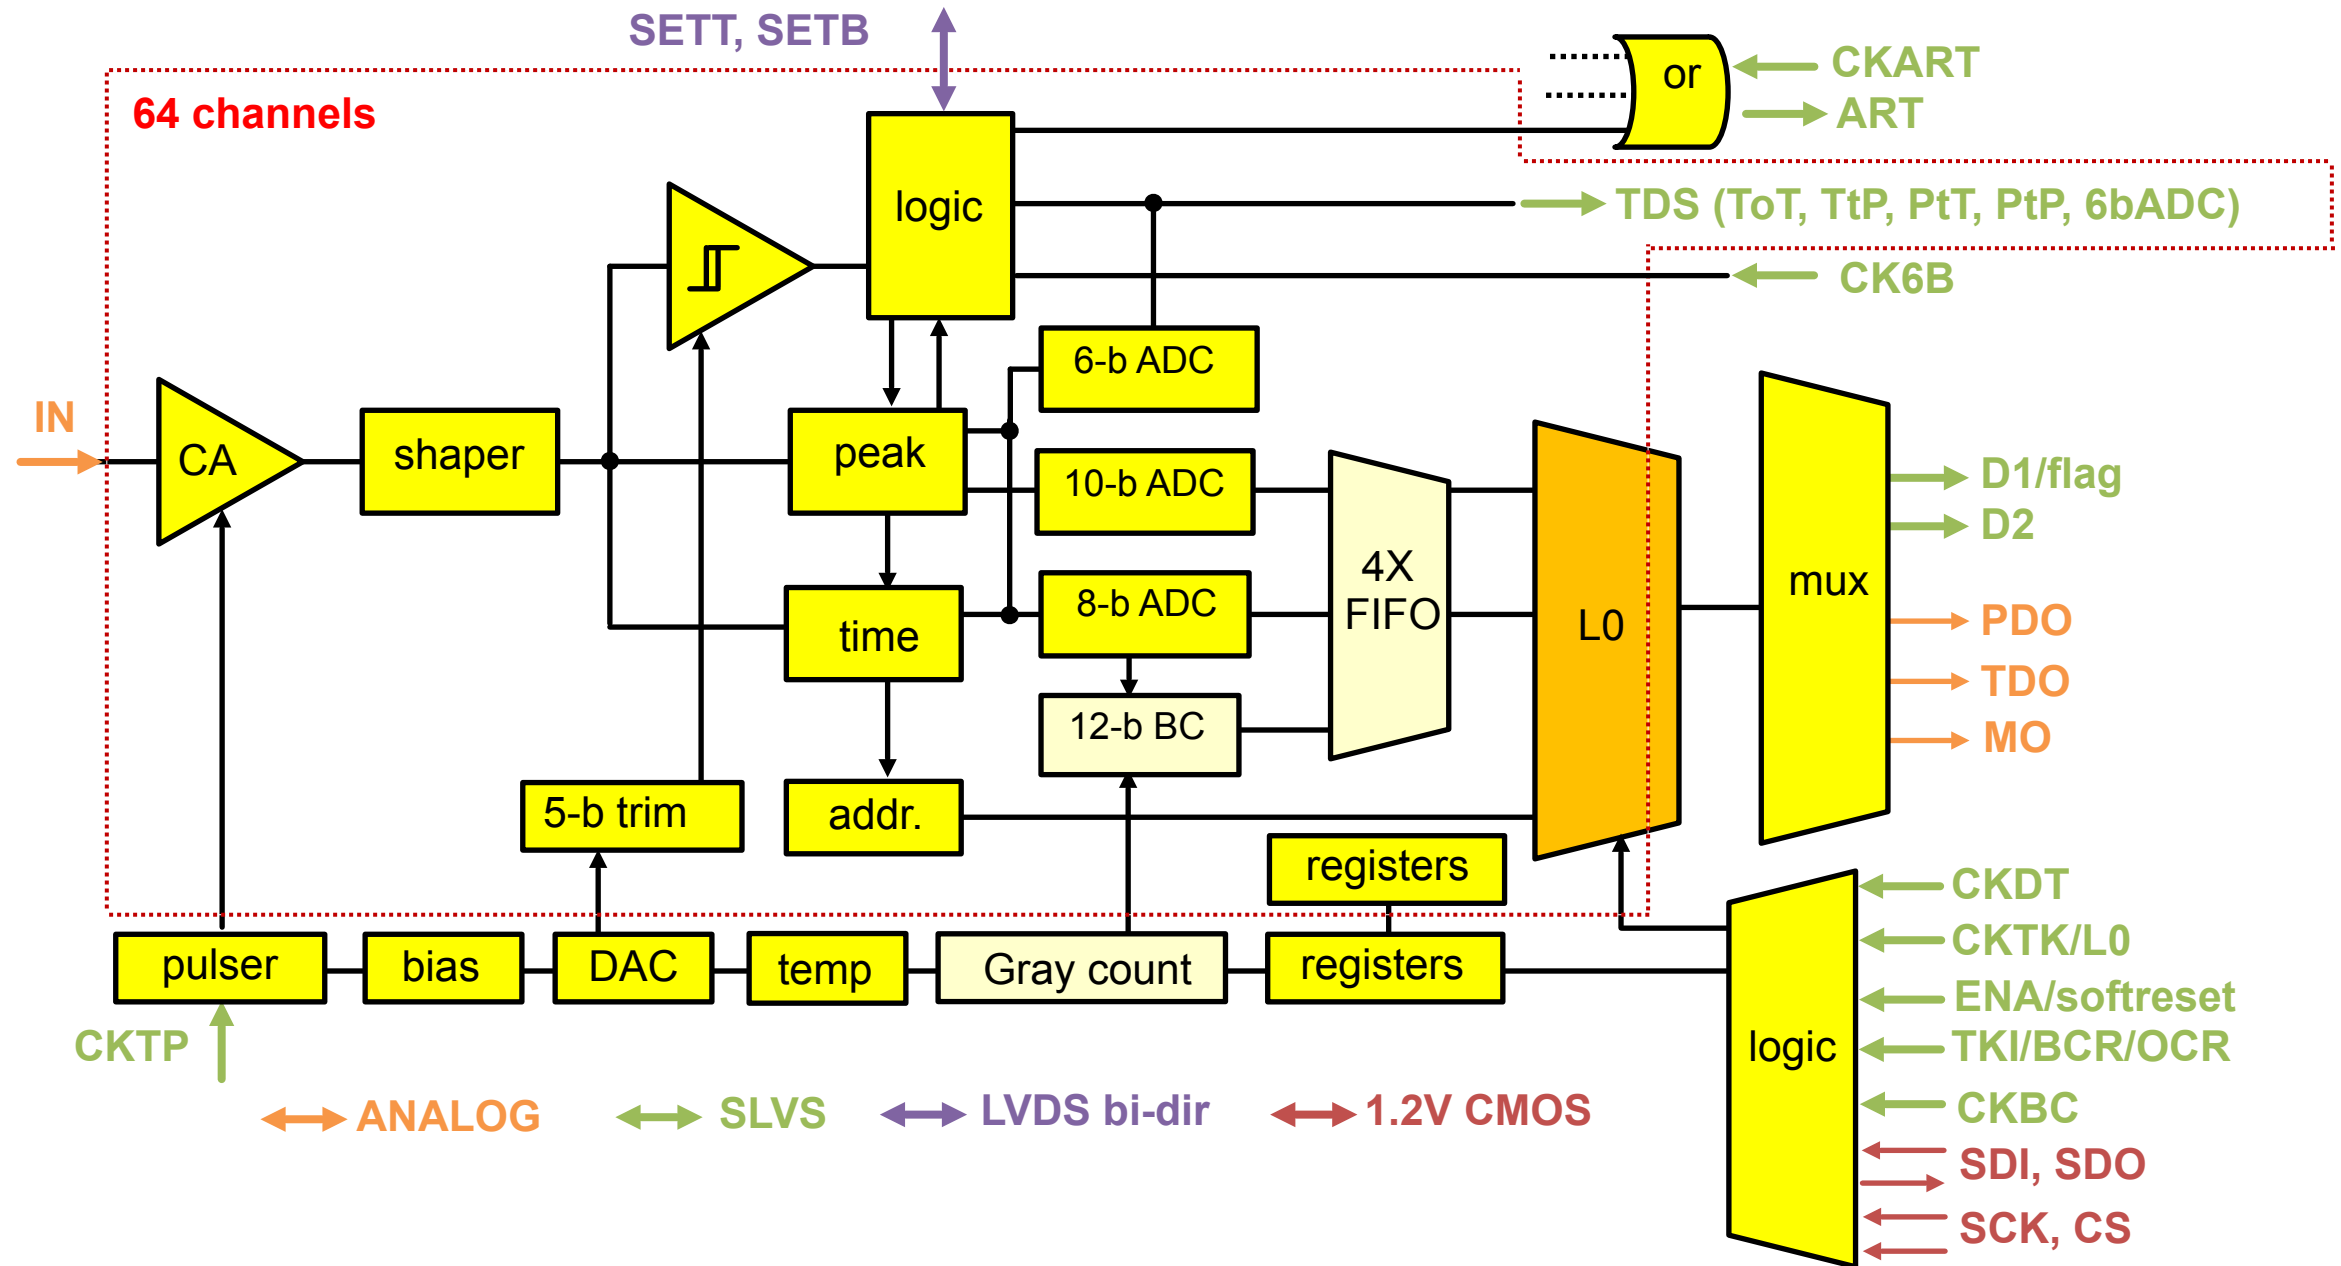 SETT, SETB
CKART
or
ART
64 channels
logic
TDS (ToT, TtP, PtT, PtP, 6bADC)
CK6B
6-b ADC
IN
CA
shaper
peak
10-b ADC
D1/flag
D2
4X
FIFO
mux
8-b ADC
time
L0
PDO
TDO
12-b BC
MO
5-b trim
addr.
registers
CKDT
pulser
bias
DAC
temp
Gray count
registers
CKTK/L0
ENA/softreset
CKTP
logic
TKI/BCR/OCR
ANALOG
SLVS
LVDS bi-dir
1.2V CMOS
CKBC
SDI, SDO
SCK, CS